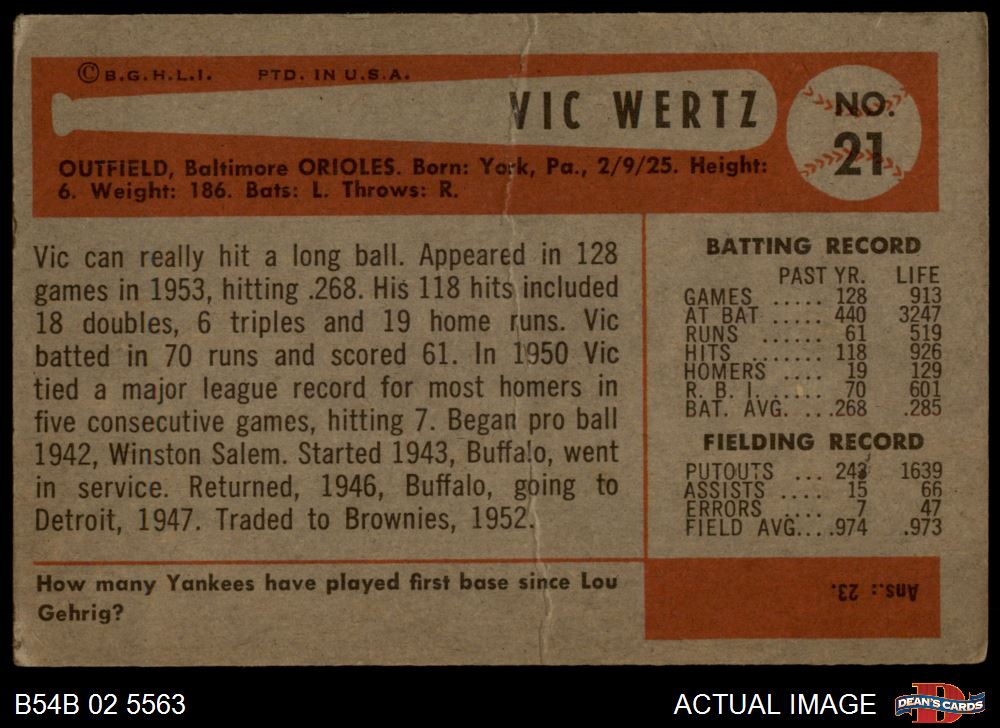 © B.G.H.L.I. PTD. IN U.S.A.
VIC WERTZ
NO.
21
OUTFIELD, Baltimore ORIOLES. Born: York, Pa., 2/9/25. Height:
6. Weight: 186. Bats: L. Throws: R.
Vic can really hit a long ball. Appeared in 128
games in 1953, hitting .268. His 118 hits included
18 doubles, 6 triples and 19 home runs. Vic
batted in 70 runs and scored 61. In 1950 Vic
tied a major league record for most homers in
five consecutive games, hitting 7. Began pro ball
1942, Winston Salem. Started 1943, Buffalo, went
in service. Returned, 1946, Buffalo, going to
Detroit, 1947. Traded to Brownies, 1952.
BATTING RECORD
PAST YR. LIFE
GAMES ..... 128 913
AT BAT ..... 440 3247
RUNS ...... 61 519
HITS ....... 118 926
HOMERS .... 19 129
R. B. I. ...... 70 601
BAT. AVG. ...268 .285
FIELDING RECORD
PUTOUTS ... 243 1639
ASSISTS .... 15 66
ERRORS .... 7 47
FIELD AVG....974 .973
How many Yankees have played first base since Lou
Gehrig?
Ans.: 23.
B54B 02 5563
ACTUAL IMAGE
D
DEAN'S CARDS